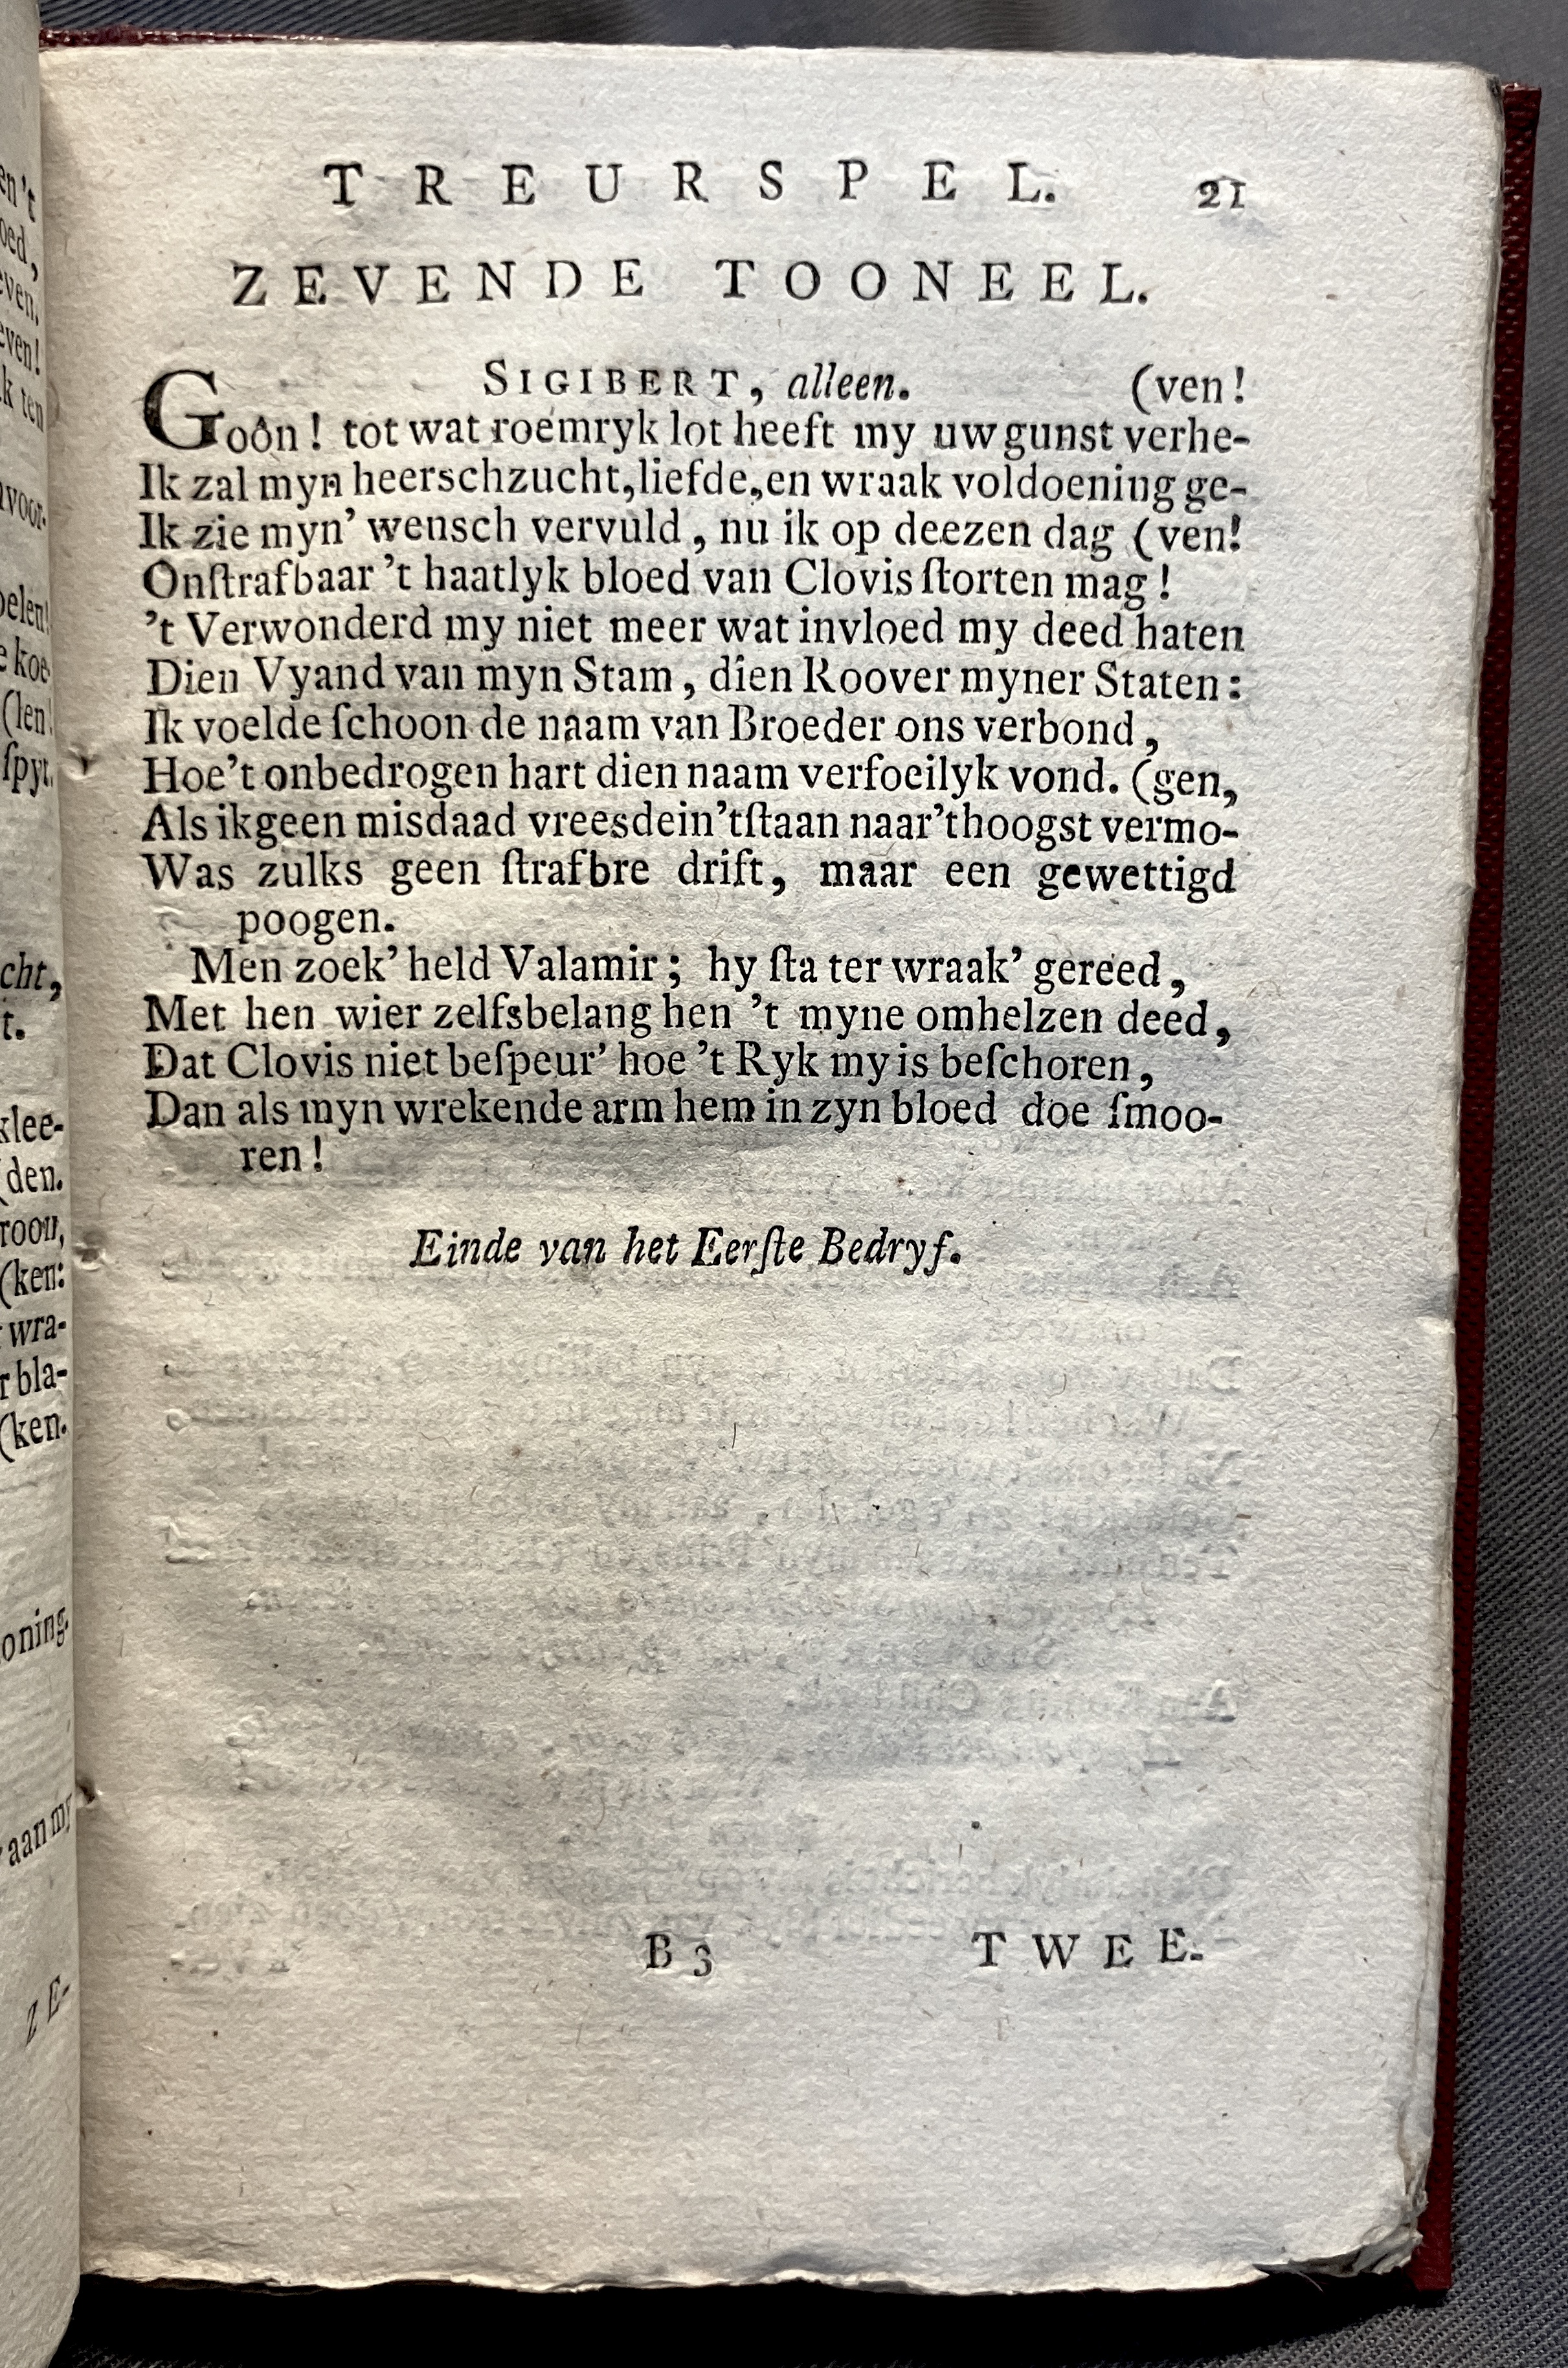 TREURSPEL. 21
ZEVENDE TOONEEL.
SIGIBERT, alleen. (ven!
Goôn! tot wat roemryk lot heeft my uw gunst verhe-
Ik zal myn heerschzucht, liefde, en wraak voldoening ge-
Ik zie myn' wensch vervuld, nu ik op deezen dag (ven!
Onſtrafbaar 't haatlyk bloed van Clovis ſtorten mag!
't Verwonderd my niet meer wat invloed my deed haten
Dien Vyand van myn Stam, dien Roover myner Staten:
Ik voelde ſchoon de naam van Broeder ons verbond,
Hoe't onbedrogen hart dien naam verfoeilyk vond. (gen,
Als ik geen misdaad vreesde in 't ſtaan naar 't hoogst vermo-
Was zulks geen ſtrafbre drift, maar een gewettigd
poogen.
Men zoek' held Valamir; hy ſta ter wraak' gereed,
Met hen wier zelfsbelang hen 't myne omhelzen deed,
Dat Clovis niet beſpeur' hoe 't Ryk my is beſchoren,
Dan als myn wrekende arm hem in zyn bloed doe ſmoo-
ren!
Einde van het Eerſte Bedryf.
B 3 TWEE-